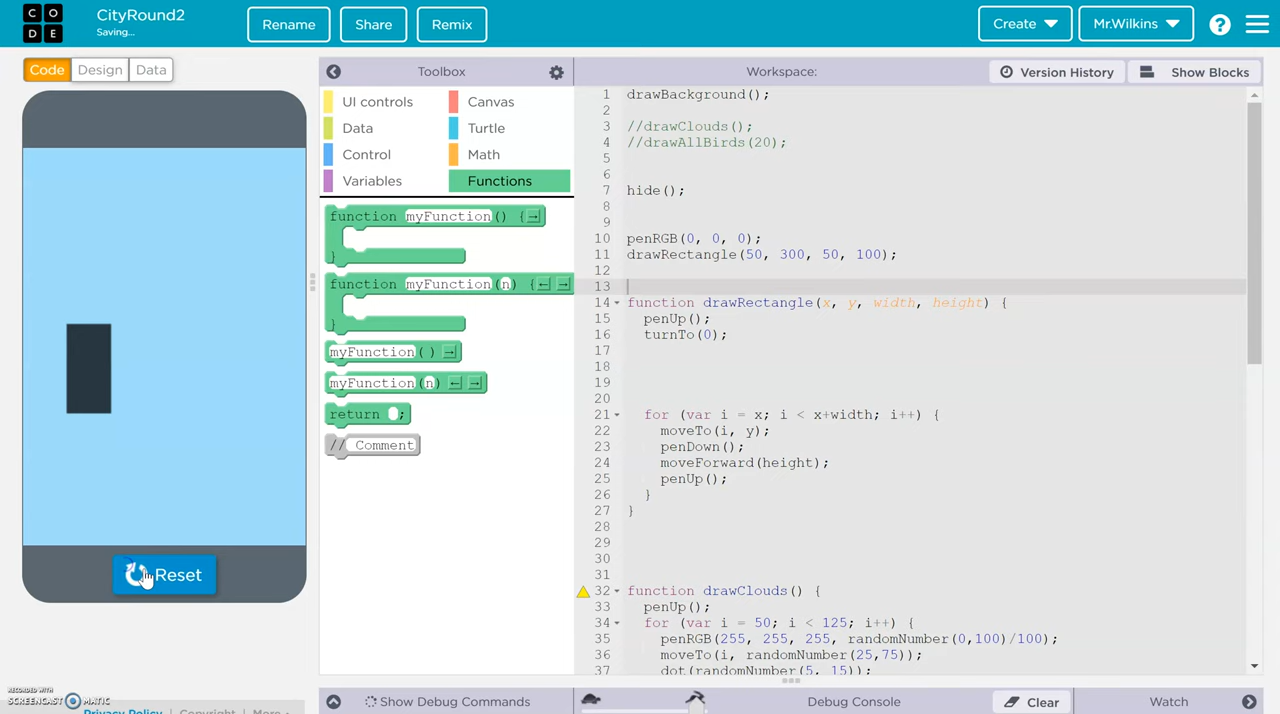 CODE
CityRound2
Saving...
Rename
Share
Remix
Create
Mr.Wilkins
?
Code
Design
Data
Toolbox
Workspace:
Version History
Show Blocks
UI controls
Canvas
Data
Turtle
Control
Math
Variables
Functions
function myFunction() {
}
function myFunction(n) {
}
myFunction()
myFunction(n)
return ;
// Comment
1 drawBackground();
2
3 //drawClouds();
4 //drawAllBirds(20);
5
6
7 hide();
8
9
10 penRGB(0, 0, 0);
11 drawRectangle(50, 300, 50, 100);
12
13
14 function drawRectangle(x, y, width, height) {
15 penUp();
16 turnTo(0);
17
18
19
20
21 for (var i = x; i < x+width; i++) {
22 moveTo(i, y);
23 penDown();
24 moveForward(height);
25 penUp();
26 }
27 }
28
29
30
31
32 function drawClouds() {
33 penUp();
34 for (var i = 50; i < 125; i++) {
35 penRGB(255, 255, 255, randomNumber(0,100)/100);
36 moveTo(i, randomNumber(25,75));
37 dot(randomNumber(5, 15));
Reset
RECORDED WITH
SCREENCAST MATIC
Privacy Policy | Copyright | More
Show Debug Commands
Debug Console
Clear
Watch